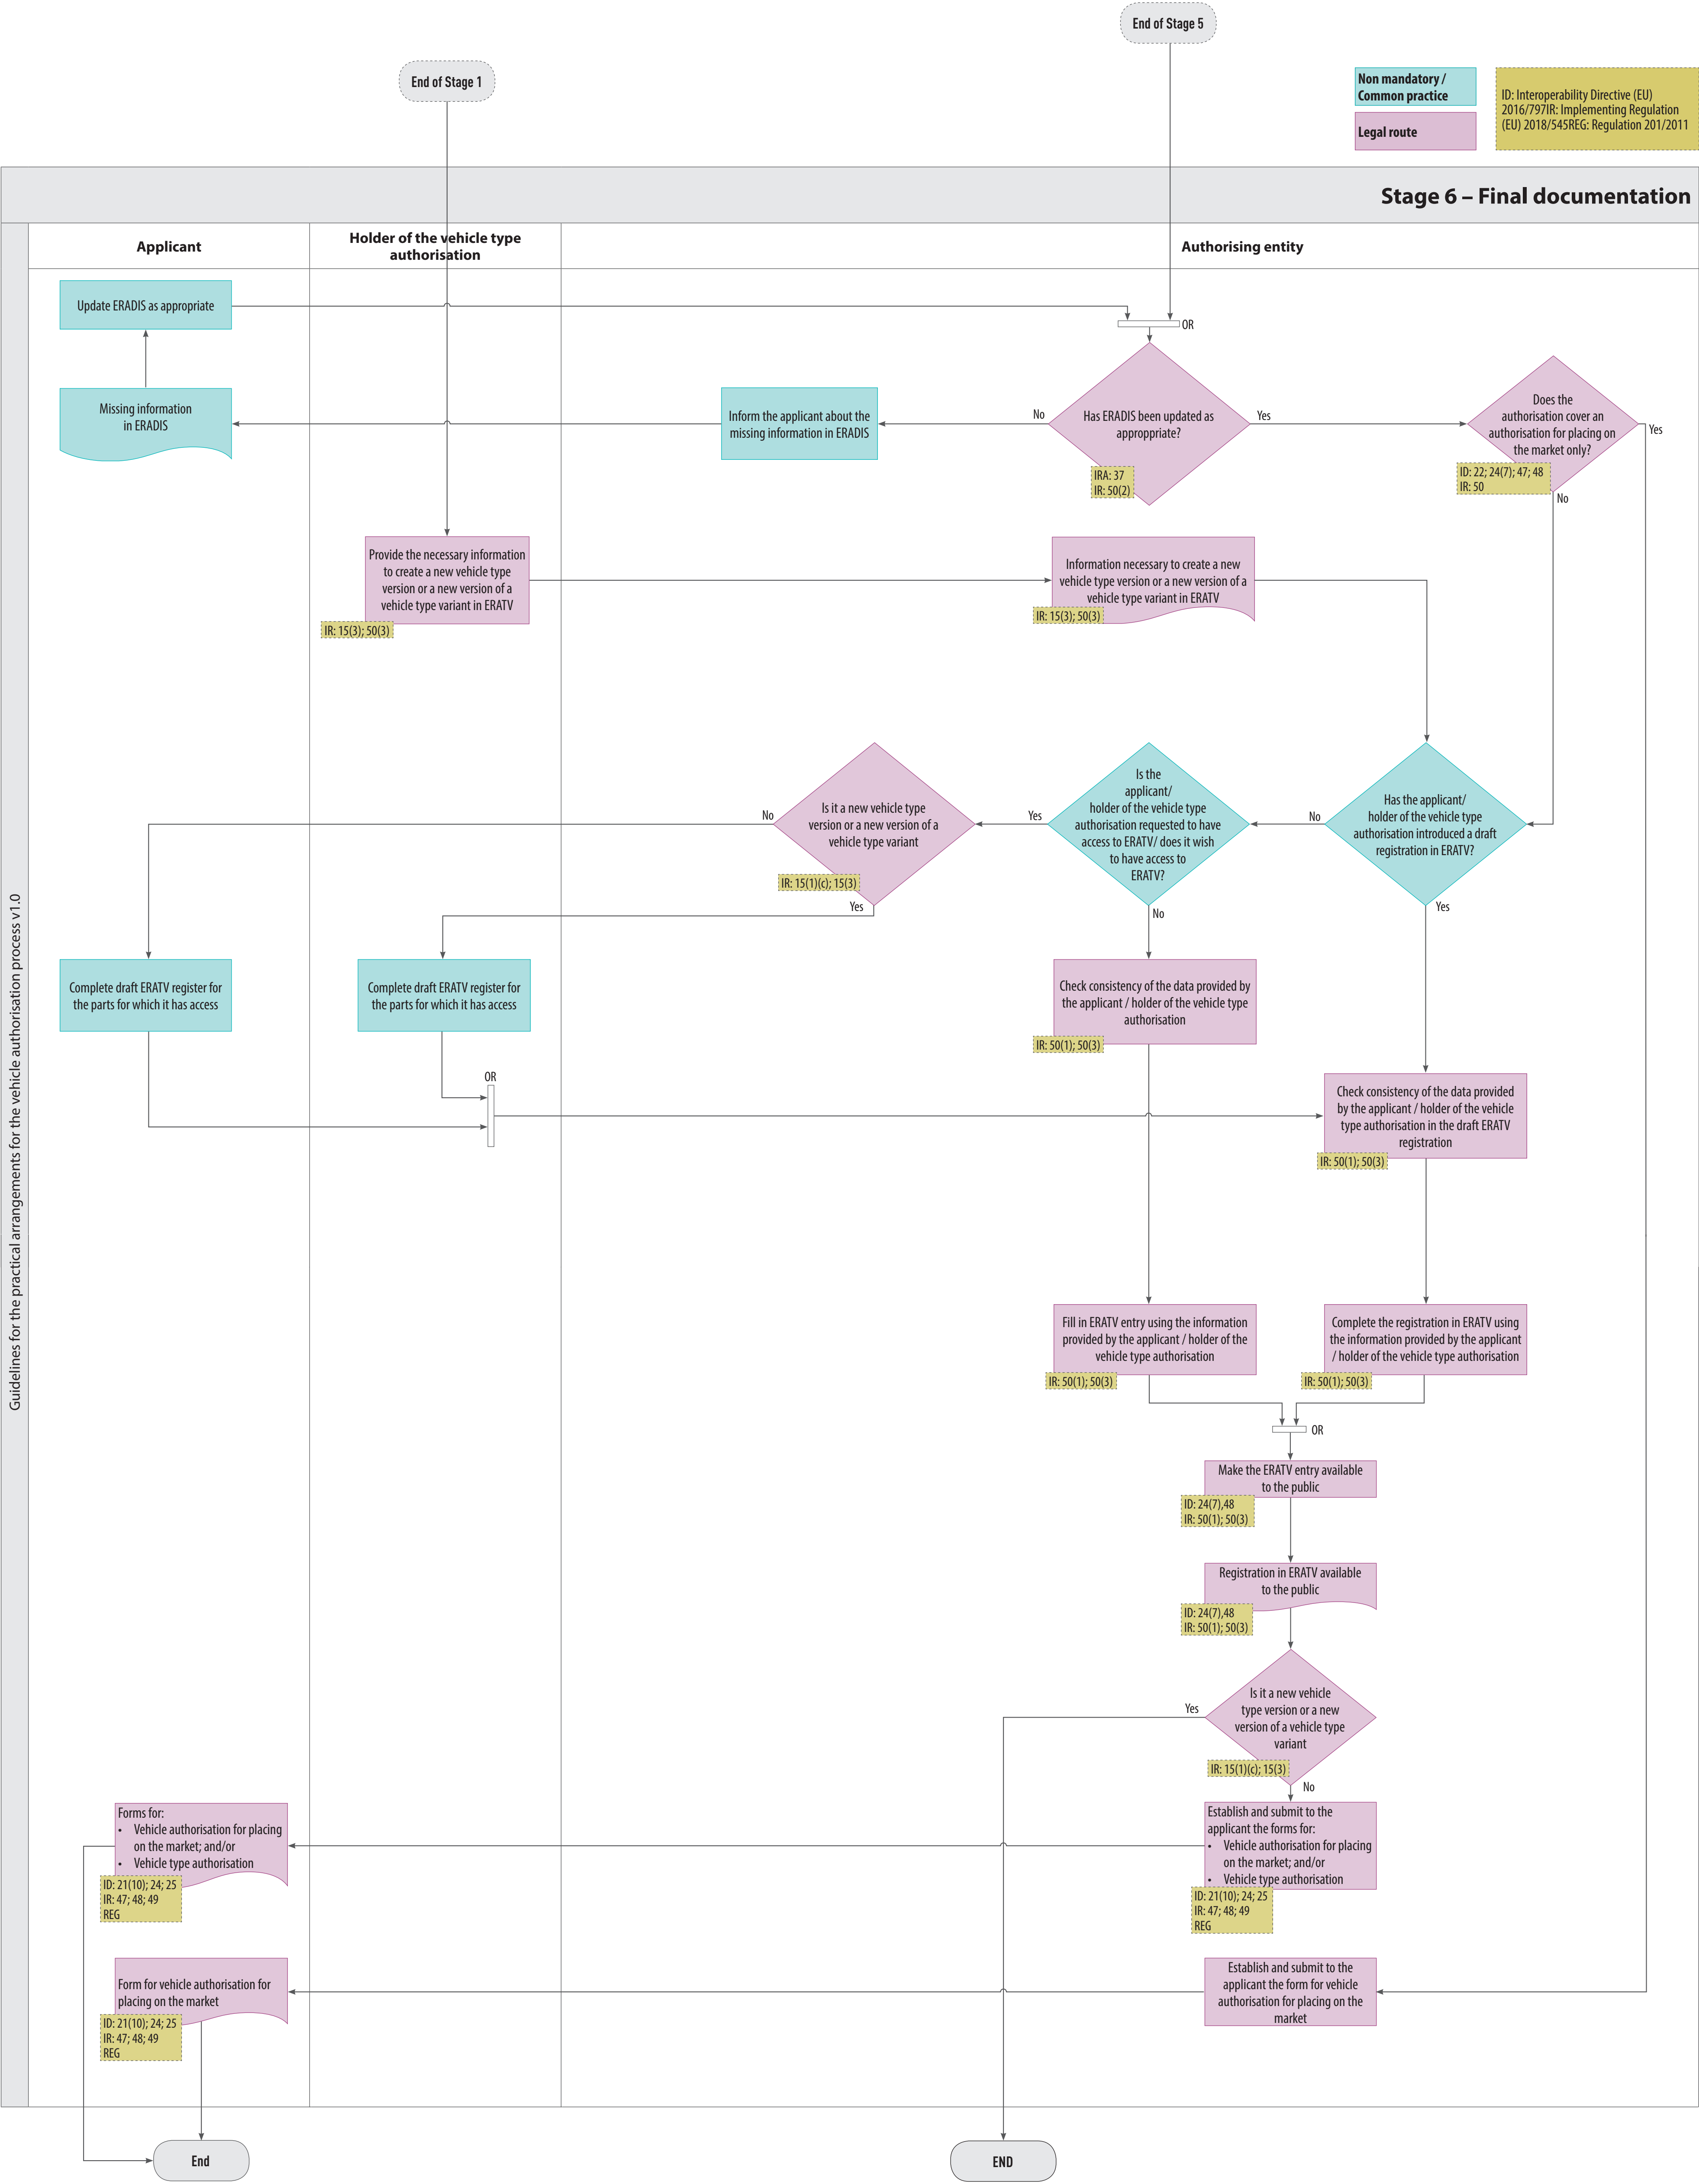 End of Stage 5
End of Stage 1
Non mandatory /
Common practice
Legal route
ID: Interoperability Directive (EU)
2016/797IR: Implementing Regulation
(EU) 2018/545REG: Regulation 201/2011
Stage 6 – Final documentation
Guidelines for the practical arrangements for the vehicle authorisation process v1.0
Applicant
Holder of the vehicle type
authorisation
Authorising entity
Update ERADIS as appropriate
OR
Missing information
in ERADIS
Inform the applicant about the
missing information in ERADIS
No
Has ERADIS been updated as
approppriate?
Yes
IRA: 37
IR: 50(2)
Does the
authorisation cover an
authorisation for placing on
the market only?
Yes
ID: 22; 24(7); 47; 48
IR: 50
No
Provide the necessary information
to create a new vehicle type
version or a new version of a
vehicle type variant in ERATV
IR: 15(3); 50(3)
Information necessary to create a new
vehicle type version or a new version of a
vehicle type variant in ERATV
IR: 15(3); 50(3)
No
Is it a new vehicle type
version or a new version of a
vehicle type variant
IR: 15(1)(c); 15(3)
Yes
Yes
Is the
applicant/
holder of the vehicle type
authorisation requested to have
access to ERATV/ does it wish
to have access to
ERATV?
No
No
Has the applicant/
holder of the vehicle type
authorisation introduced a draft
registration in ERATV?
Yes
Complete draft ERATV register for
the parts for which it has access
Complete draft ERATV register for
the parts for which it has access
Check consistency of the data provided by
the applicant / holder of the vehicle type
authorisation
IR: 50(1); 50(3)
OR
Check consistency of the data provided
by the applicant / holder of the vehicle
type authorisation in the draft ERATV
registration
IR: 50(1); 50(3)
Fill in ERATV entry using the information
provided by the applicant / holder of the
vehicle type authorisation
IR: 50(1); 50(3)
Complete the registration in ERATV using
the information provided by the applicant
/ holder of the vehicle type authorisation
IR: 50(1); 50(3)
OR
Make the ERATV entry available
to the public
ID: 24(7),48
IR: 50(1); 50(3)
Registration in ERATV available
to the public
ID: 24(7),48
IR: 50(1); 50(3)
Yes
Is it a new vehicle
type version or a new
version of a vehicle type
variant
IR: 15(1)(c); 15(3)
No
Forms for:
• Vehicle authorisation for placing
on the market; and/or
• Vehicle type authorisation
ID: 21(10); 24; 25
IR: 47; 48; 49
REG
Establish and submit to the
applicant the forms for:
• Vehicle authorisation for placing
on the market; and/or
• Vehicle type authorisation
ID: 21(10); 24; 25
IR: 47; 48; 49
REG
Form for vehicle authorisation for
placing on the market
ID: 21(10); 24; 25
IR: 47; 48; 49
REG
Establish and submit to the
applicant the form for vehicle
authorisation for placing on the
market
End
END